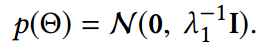 p(Θ) = 𝒩(𝟎, λ₁⁻¹𝐈).